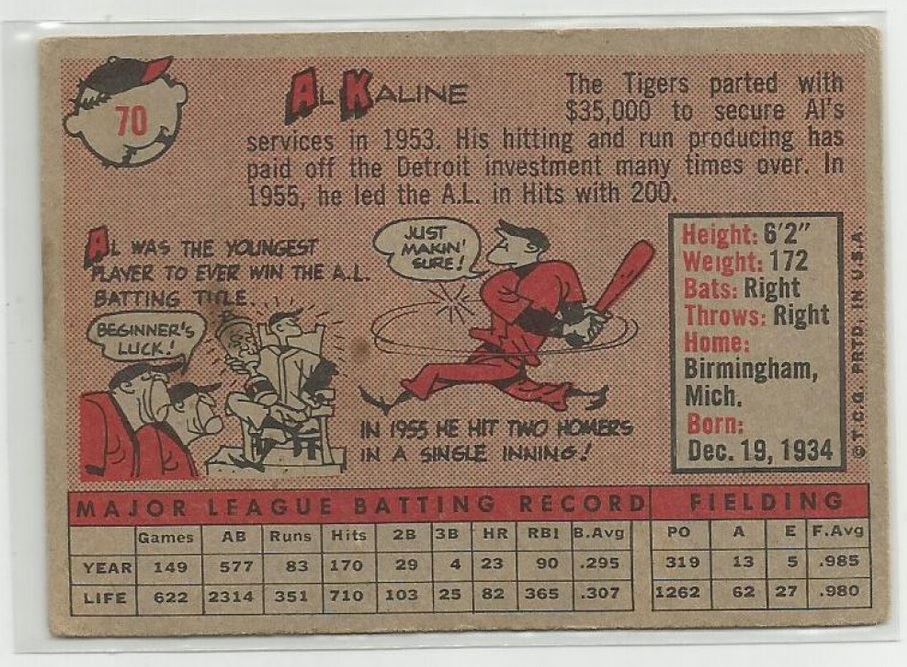 70
AL KALINE
The Tigers parted with
$35,000 to secure Al's
services in 1953. His hitting and run producing has
paid off the Detroit investment many times over. In
1955, he led the A.L. in Hits with 200.
AL WAS THE YOUNGEST
PLAYER TO EVER WIN THE A.L.
BATTING TITLE.
BEGINNER'S
LUCK!
JUST
MAKIN'
SURE!
IN 1955 HE HIT TWO HOMERS
IN A SINGLE INNING!
Height: 6'2"
Weight: 172
Bats: Right
Throws: Right
Home:
Birmingham,
Mich.
Born:
Dec. 19, 1934
© T.C.G. PRTD. IN U.S.A.
MAJOR LEAGUE BATTING RECORD FIELDING
Games AB Runs Hits 2B 3B HR RBI B.Avg PO A E F.Avg
YEAR 149 577 83 170 29 4 23 90 .295 319 13 5 .985
LIFE 622 2314 351 710 103 25 82 365 .307 1262 62 27 .980